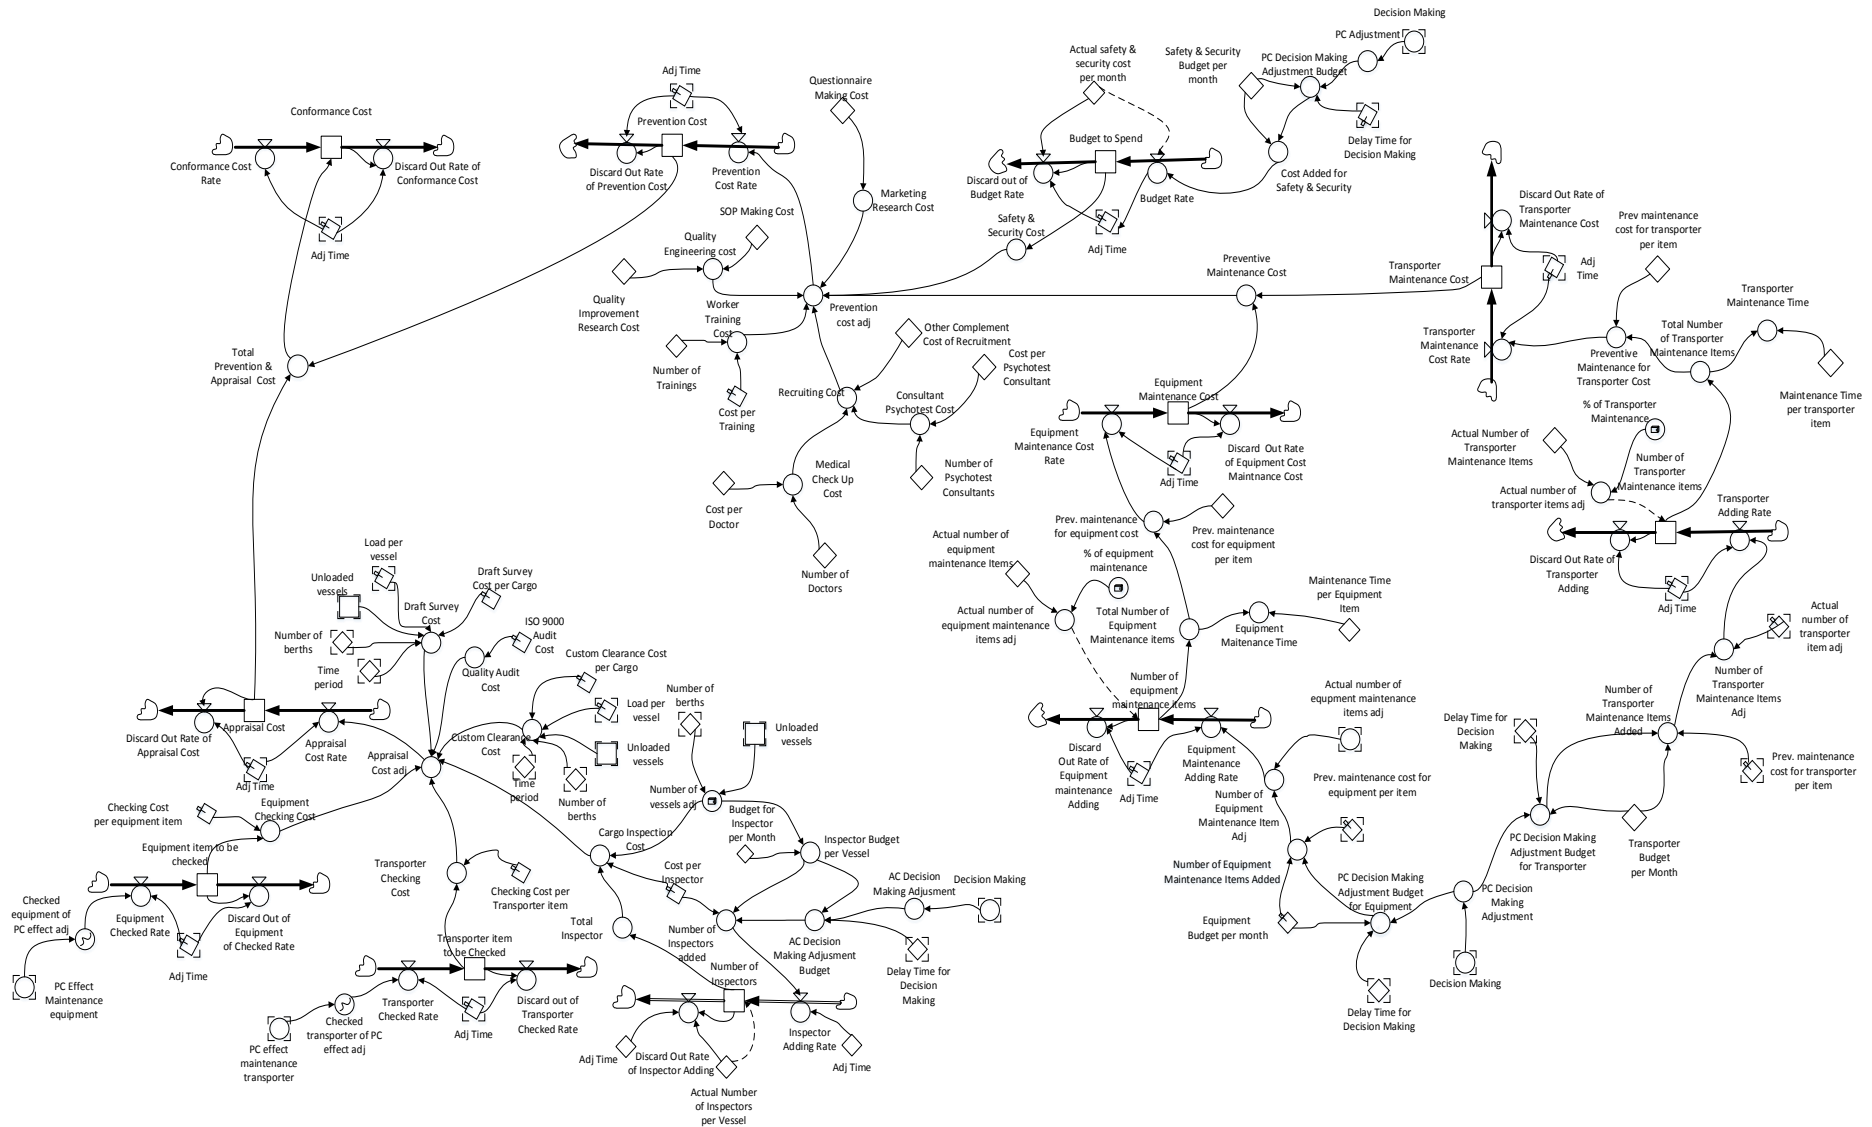 Decision Making
PC Adjustment
Actual safety &
security cost
per month
Safety & Security
Budget per
month
PC Decision Making
Adjustment Budget
Delay Time for
Decision Making
Adj Time
Questionnaire
Making Cost
Conformance Cost
Prevention Cost
Budget to Spend
Conformance Cost
Rate
Discard Out Rate of
Conformance Cost
Adj Time
Discard Out Rate
of Prevention Cost
Prevention
Cost Rate
Marketing
Research Cost
Discard out of
Budget Rate
Budget Rate
Cost Added for
Safety & Security
Adj Time
SOP Making Cost
Quality
Engineering cost
Quality
Improvement
Research Cost
Safety &
Security Cost
Preventive
Maintenance Cost
Transporter
Maintenance Cost
Discard Out Rate of
Transporter
Maintenance Cost
Adj
Time
Prev maintenance
cost for transporter
per item
Transporter
Maintenance Time
Total Number
of Transporter
Maintenance Items
Transporter
Maintenance
Cost Rate
Preventive
Maintenance for
Transporter Cost
Maintenance Time
per transporter
item
Worker
Training
Cost
Prevention
cost adj
Number of
Trainings
Cost per
Training
Other Complement
Cost of Recruitment
Cost per
Psychotest
Consultant
Recruiting Cost
Consultant
Psychotest Cost
Total
Prevention &
Appraisal Cost
Medical
Check Up
Cost
Number of
Psychotest
Consultants
Cost per
Doctor
Number of
Doctors
Equipment
Maintenance Cost
Equipment
Maintenance Cost
Rate
Discard Out Rate
of Equipment Cost
Maintnance Cost
Adj Time
% of Transporter
Maintenance
Actual Number of
Transporter
Maintenance Items
Number of
Transporter
Maintenance items
Actual number of
transporter items adj
Transporter
Adding Rate
Discard Out Rate of
Transporter
Adding
Adj Time
Prev. maintenance
for equipment cost
Prev. maintenance
cost for equipment
per item
Actual number of
equipment
maintenance Items
% of equipment
maintenance
Actual number of
equipment maintenance
items adj
Total Number of
Equipment
Maintenance items
Maintenance Time
per Equipment
Item
Equipment
Maitenance Time
Actual
number of
transporter
item adj
Number of
Transporter
Maintenance Items
Adj
Load per
vessel
Unloaded
vessels
Draft Survey
Cost per Cargo
Draft Survey
Cost
Number of
berths
Time
period
ISO 9000
Audit
Cost
Quality Audit
Cost
Custom Clearance Cost
per Cargo
Load per
vessel
Custom Clearance
Cost
Unloaded
vessels
Time
period
Number of
berths
Number of
berths
Unloaded
vessels
Number of
vessels adj
Discard Out Rate of
Appraisal Cost
Appraisal Cost
Appraisal
Cost Rate
Appraisal
Cost adj
Adj Time
Number of
equipment
maintenance items
Actual number of
equpment maintenance
items adj
Discard
Out Rate of
Equipment
maintenance
Adding
Adj Time
Equipment
Maintenance
Adding Rate
Number of
Equipment
Maintenance Item
Adj
Prev. maintenance cost for
equipment per item
Number of
Transporter
Maintenance Items
Added
Delay Time for
Decision
Making
Prev. maintenance
cost for transporter
per item
Checking Cost
per equipment item
Equipment
Checking Cost
Equipment item to be
checked
Checked
equipment of
PC effect adj
Equipment
Checked Rate
Discard Out of
Equipment
of Checked Rate
Adj Time
PC Effect
Maintenance
equipment
Transporter
Checking
Cost
Checking Cost per
Transporter item
Transporter item
to be Checked
Transporter
Checked Rate
Adj Time
Discard out of
Transporter
Checked Rate
Checked
transporter of PC
effect adj
PC effect
maintenance
transporter
Cargo Inspection
Cost
Budget for
Inspector
per Month
Inspector Budget
per Vessel
Cost per
Inspector
AC Decision
Making Adjusment
Decision Making
Total
Inspector
Number of
Inspectors
added
AC Decision
Making Adjusment
Budget
Delay Time for
Decision
Making
Number of
Inspectors
Adj Time
Discard Out Rate
of Inspector Adding
Inspector
Adding Rate
Adj Time
Actual Number
of Inspectors
per Vessel
Number of Equipment
Maintenance Items Added
PC Decision Making
Adjustment Budget
for Equipment
PC Decision
Making
Adjustment
PC Decision Making
Adjustment Budget
for Transporter
Transporter
Budget
per Month
Equipment
Budget per month
Decision Making
Delay Time for
Decision Making